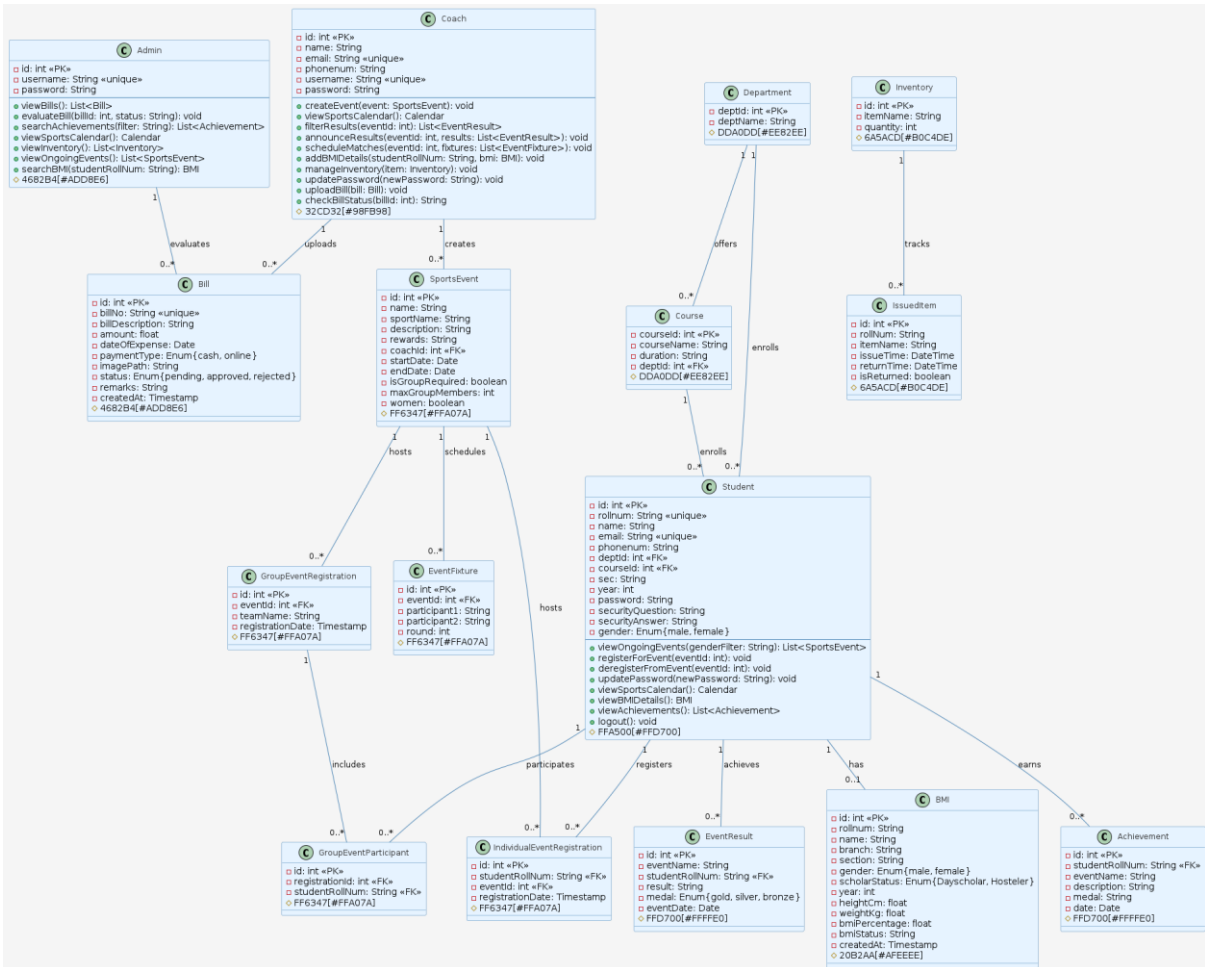 C Admin
id: int «PK»
username: String «unique»
password: String
viewBills(): List<Bill>
evaluateBill(billId: int, status: String): void
searchAchievements(filter: String): List<Achievement>
viewSportsCalendar(): Calendar
viewInventory(): List<Inventory>
viewOngoingEvents(): List<SportsEvent>
searchBMI(studentRollNum: String): BMI
4682B4[#ADD8E6]
C Coach
id: int «PK»
name: String
email: String «unique»
phonenum: String
username: String «unique»
password: String
createEvent(event: SportsEvent): void
viewSportsCalendar(): Calendar
filterResults(eventId: int): List<EventResult>
announceResults(eventId: int, results: List<EventResult>): void
scheduleMatches(eventId: int, fixtures: List<EventFixture>): void
addBMIDetails(studentRollNum: String, bmi: BMI): void
manageInventory(item: Inventory): void
updatePassword(newPassword: String): void
uploadBill(bill: Bill): void
checkBillStatus(billId: int): String
32CD32[#98FB98]
C Department
deptId: int «PK»
deptName: String
DDA0DD[#EE82EE]
C Inventory
id: int «PK»
itemName: String
quantity: int
6A5ACD[#B0C4DE]
1
evaluates
0..*
1
uploads
0..*
1
creates
0..*
1
offers
0..*
1
enrolls
0..*
1
tracks
0..*
C Bill
id: int «PK»
billNo: String «unique»
billDescription: String
amount: float
dateOfExpense: Date
paymentType: Enum{cash, online}
imagePath: String
status: Enum{pending, approved, rejected}
remarks: String
createdAt: Timestamp
4682B4[#ADD8E6]
C SportsEvent
id: int «PK»
name: String
sportName: String
description: String
rewards: String
coachId: int «FK»
startDate: Date
endDate: Date
isGroupRequired: boolean
maxGroupMembers: int
women: boolean
FF6347[#FFA07A]
C Course
courseId: int «PK»
courseName: String
duration: String
deptId: int «FK»
DDA0DD[#EE82EE]
C IssuedItem
id: int «PK»
rollNum: String
itemName: String
issueTime: DateTime
returnTime: DateTime
isReturned: boolean
6A5ACD[#B0C4DE]
1
hosts
0..*
1
schedules
0..*
1
hosts
0..*
1
enrolls
0..*
C Student
id: int «PK»
rollnum: String «unique»
name: String
email: String «unique»
phonenum: String
deptId: int «FK»
courseId: int «FK»
sec: String
year: int
password: String
securityQuestion: String
securityAnswer: String
gender: Enum{male, female}
viewOngoingEvents(genderFilter: String): List<SportsEvent>
registerForEvent(eventId: int): void
deregisterFromEvent(eventId: int): void
updatePassword(newPassword: String): void
viewSportsCalendar(): Calendar
viewBMIDetails(): BMI
viewAchievements(): List<Achievement>
logout(): void
FFA500[#FFD700]
C GroupEventRegistration
id: int «PK»
eventId: int «FK»
teamName: String
registrationDate: Timestamp
FF6347[#FFA07A]
C EventFixture
id: int «PK»
eventId: int «FK»
participant1: String
participant2: String
round: int
FF6347[#FFA07A]
1
includes
0..*
1
participates
0..*
1
registers
0..*
1
achieves
0..*
1
has
0..1
1
earns
0..*
C GroupEventParticipant
id: int «PK»
registrationId: int «FK»
studentRollNum: String «FK»
FF6347[#FFA07A]
C IndividualEventRegistration
id: int «PK»
studentRollNum: String «FK»
eventId: int «FK»
registrationDate: Timestamp
FF6347[#FFA07A]
C EventResult
id: int «PK»
eventName: String
studentRollNum: String «FK»
result: String
medal: Enum{gold, silver, bronze}
eventDate: Date
FFD700[#FFFFE0]
C BMI
id: int «PK»
rollnum: String
name: String
branch: String
section: String
gender: Enum{male, female}
scholarStatus: Enum{Dayscholar, Hosteler}
year: int
heightCm: float
weightKg: float
bmiPercentage: float
bmiStatus: String
createdAt: Timestamp
20B2AA[#AFEEEE]
C Achievement
id: int «PK»
studentRollNum: String «FK»
eventName: String
description: String
medal: String
date: Date
FFD700[#FFFFE0]